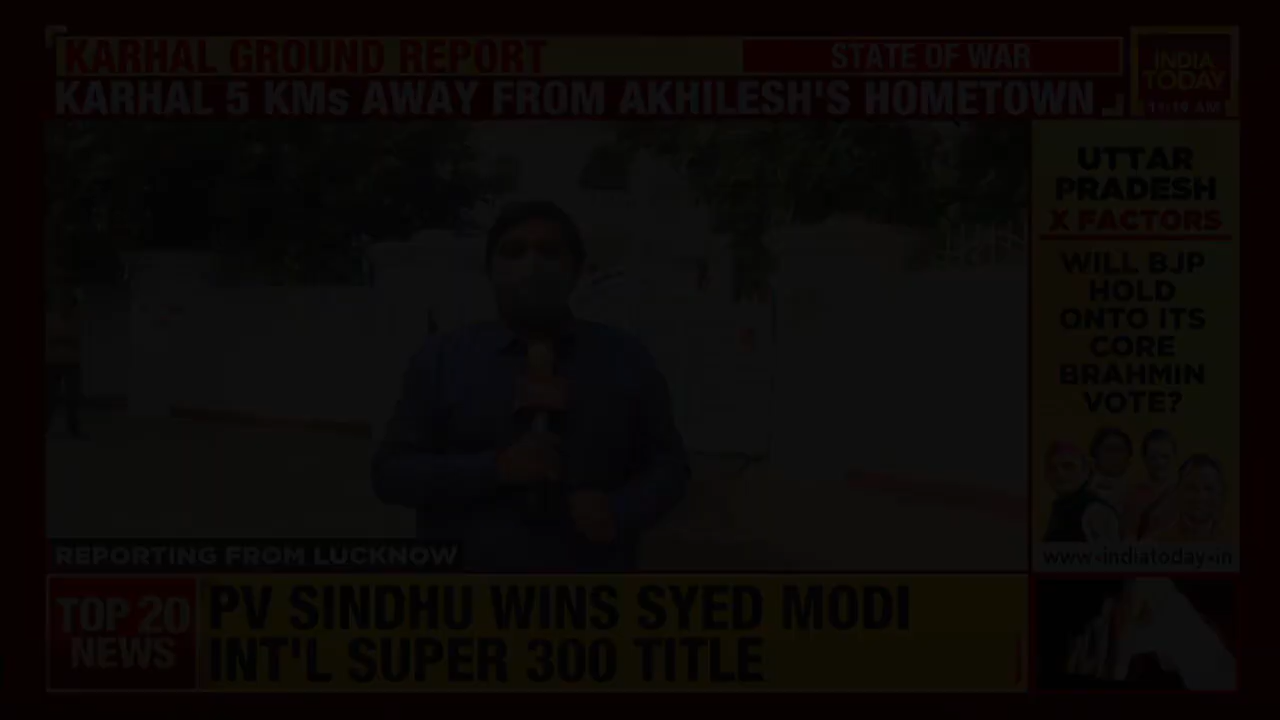 KARHAL GROUND REPORT
STATE OF WAR
INDIA
TODAY
KARHAL 5 KMs AWAY FROM AKHILESH'S HOMETOWN
UTTAR
PRADESH
X FACTORS
WILL BJP
HOLD
ONTO ITS
CORE
BRAHMIN
VOTE?
www.indiatoday.in
REPORTING FROM LUCKNOW
TOP 20
NEWS
PV SINDHU WINS SYED MODI
INT'L SUPER 300 TITLE